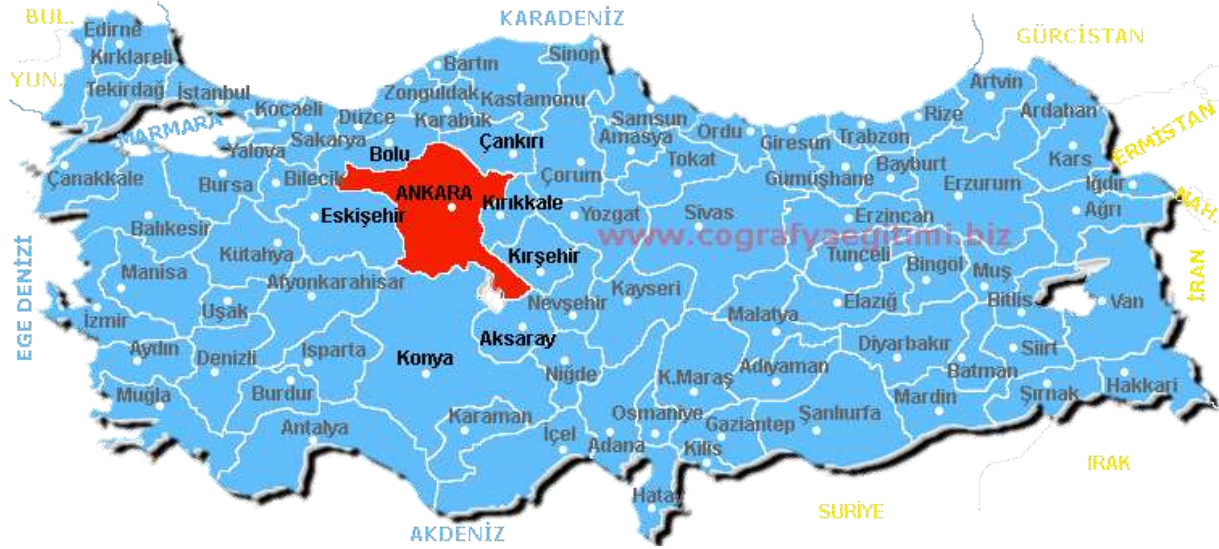 BUL.
KARADENİZ
GÜRCİSTAN
Edirne
Kırklareli
YUN.
Tekirdağ
İstanbul
MARMARA
Kocaeli
Yalova
Sakarya
Düzce
Zonguldak
Bartın
Karabük
Kastamonu
Sinop
Samsun
Amasya
Ordu
Giresun
Trabzon
Rize
Artvin
Ardahan
ERMİSTAN
Kars
Iğdır
NAH.
Çanakkale
Bursa
Bilecik
Bolu
Çankırı
Çorum
Tokat
Gümüşhane
Bayburt
Erzurum
Ağrı
Balıkesir
Eskişehir
ANKARA
Kırıkkale
Yozgat
Sivas
Erzincan
www.cografyaegitimi.biz
EGE DENİZİ
Manisa
Kütahya
Afyonkarahisar
Kırşehir
Nevşehir
Kayseri
Tunceli
Bingöl
Muş
İRAN
İzmir
Uşak
Aksaray
Malatya
Elazığ
Bitlis
Van
Aydın
Denizli
Isparta
Konya
Niğde
K.Maraş
Adıyaman
Diyarbakır
Batman
Siirt
Muğla
Burdur
Antalya
Karaman
İçel
Adana
Osmaniye
Gaziantep
Kilis
Şanlıurfa
Mardin
Şırnak
Hakkari
Hatay
AKDENİZ
SURİYE
IRAK